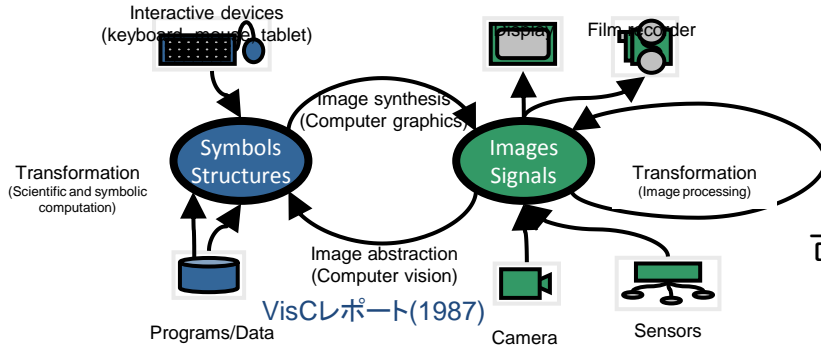 Interactive devices
(keyboard, mouse, tablet)
Display
Film recorder
Image synthesis
(Computer graphics)
Symbols
Structures
Images
Signals
Transformation
(Scientific and symbolic
computation)
Transformation
(Image processing)
Image abstraction
(Computer vision)
VisCレポート(1987)
Programs/Data
Camera
Sensors